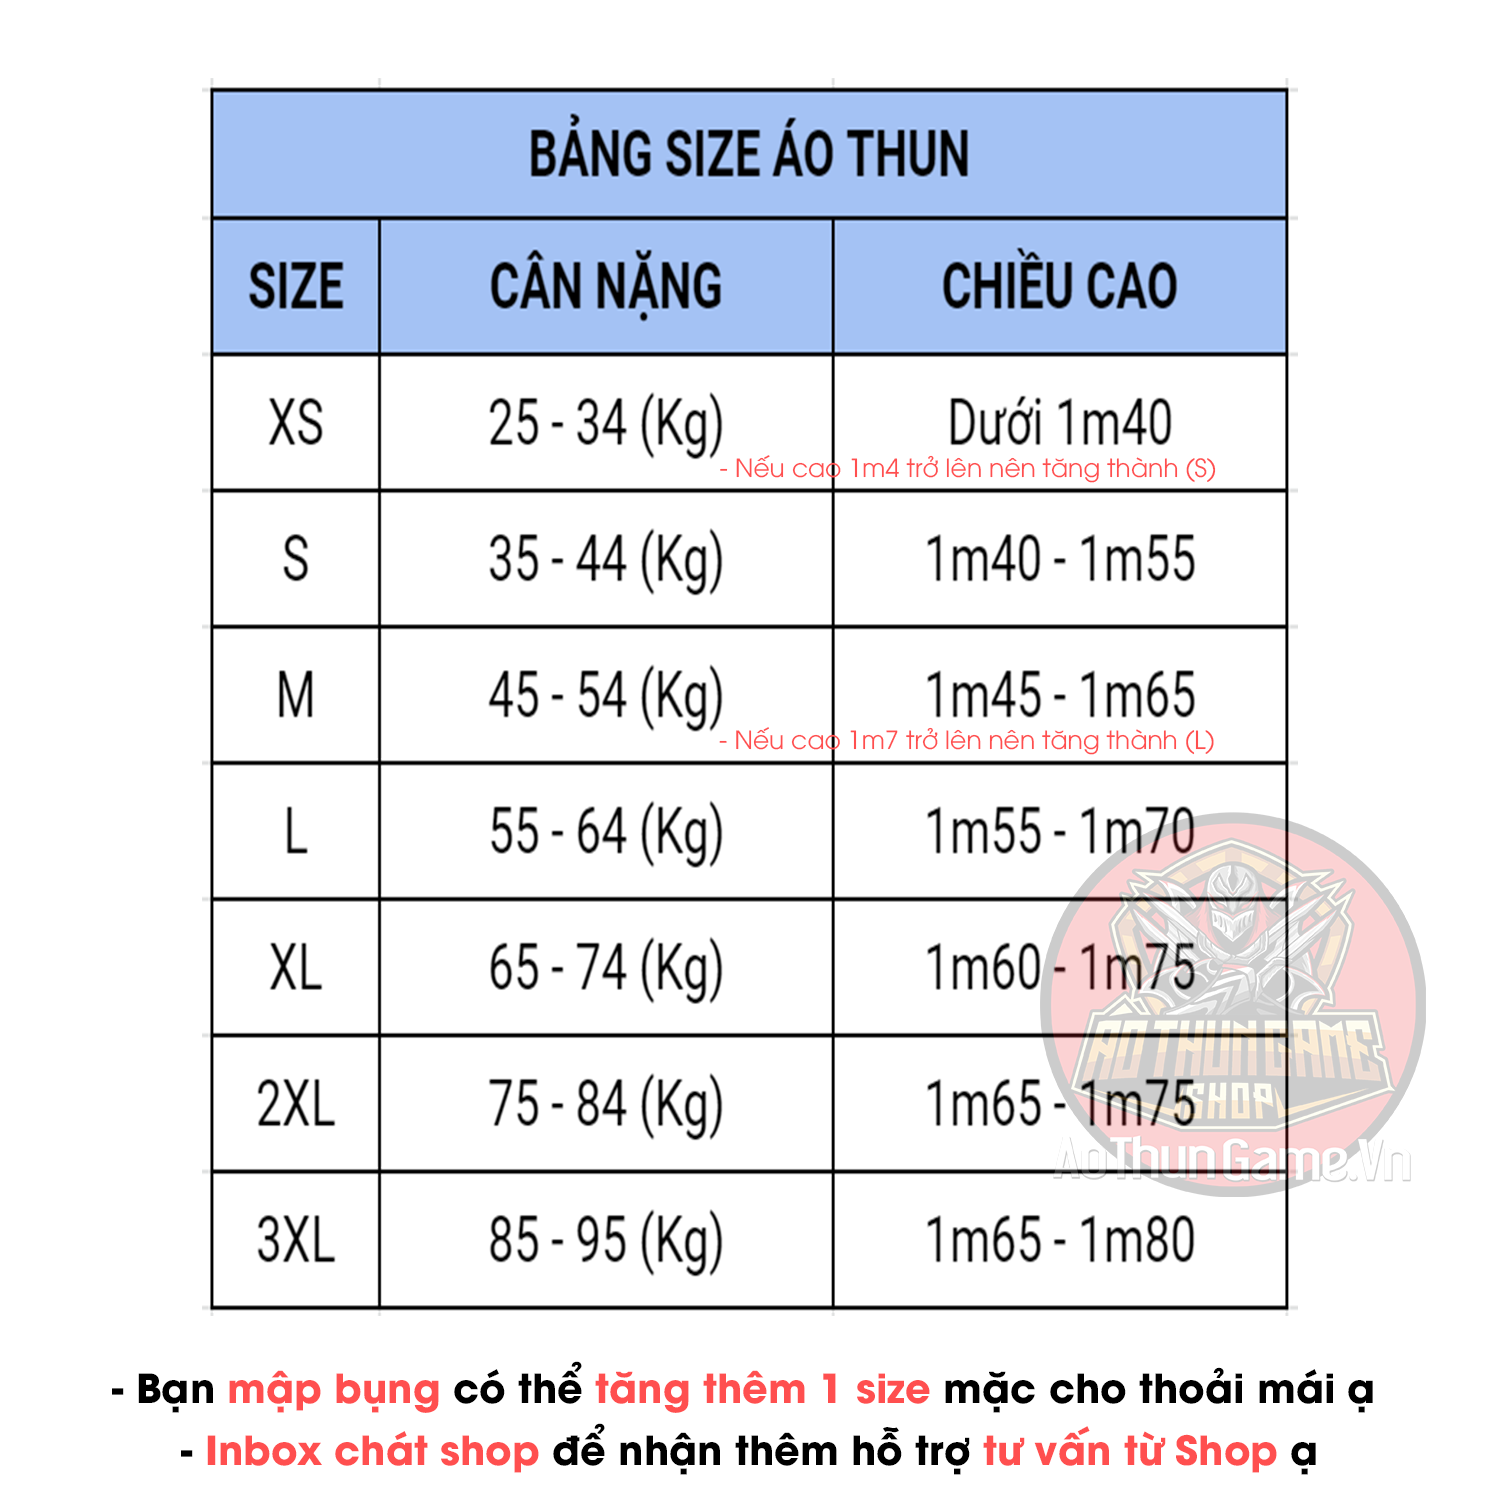 BẢNG SIZE ÁO THUN
SIZE CÂN NẶNG CHIỀU CAO
XS 25 - 34 (Kg) Dưới 1m40
- Nếu cao 1m4 trở lên nên tăng thành (S)
S 35 - 44 (Kg) 1m40 - 1m55
M 45 - 54 (Kg) 1m45 - 1m65
- Nếu cao 1m7 trở lên nên tăng thành (L)
L 55 - 64 (Kg) 1m55 - 1m70
XL 65 - 74 (Kg) 1m60 - 1m75
ÁO THUN GAME
2XL 75 - 84 (Kg) 1m65 - 1m75
SHOP
AoThunGame.Vn
3XL 85 - 95 (Kg) 1m65 - 1m80
- Bạn mập bụng có thể tăng thêm 1 size mặc cho thoải mái ạ
- Inbox chát shop để nhận thêm hỗ trợ tư vấn từ Shop ạ